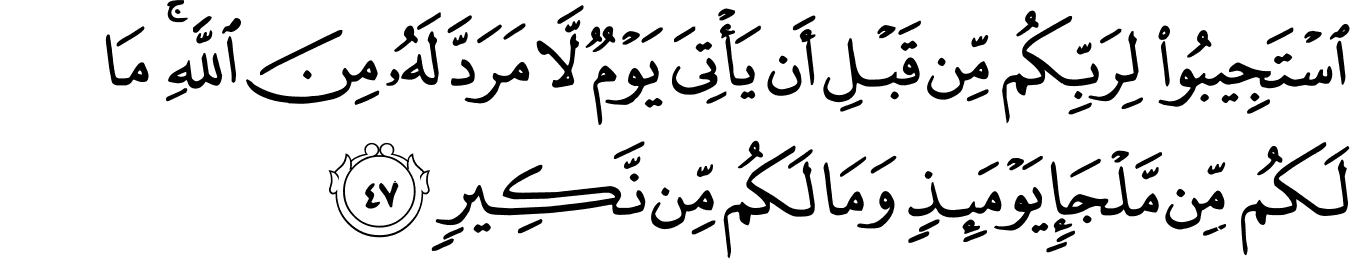 ٱسْتَجِيبُوا۟ لِرَبِّكُم مِّن قَبْلِ أَن يَأْتِىَ يَوْمٌ لَّا مَرَدَّ لَهُۥ مِنَ ٱللَّهِ ۚ مَا
لَكُم مِّن مَّلْجَإٍ يَوْمَئِذٍ وَمَا لَكُم مِّن نَّكِيرٍ ٤٧